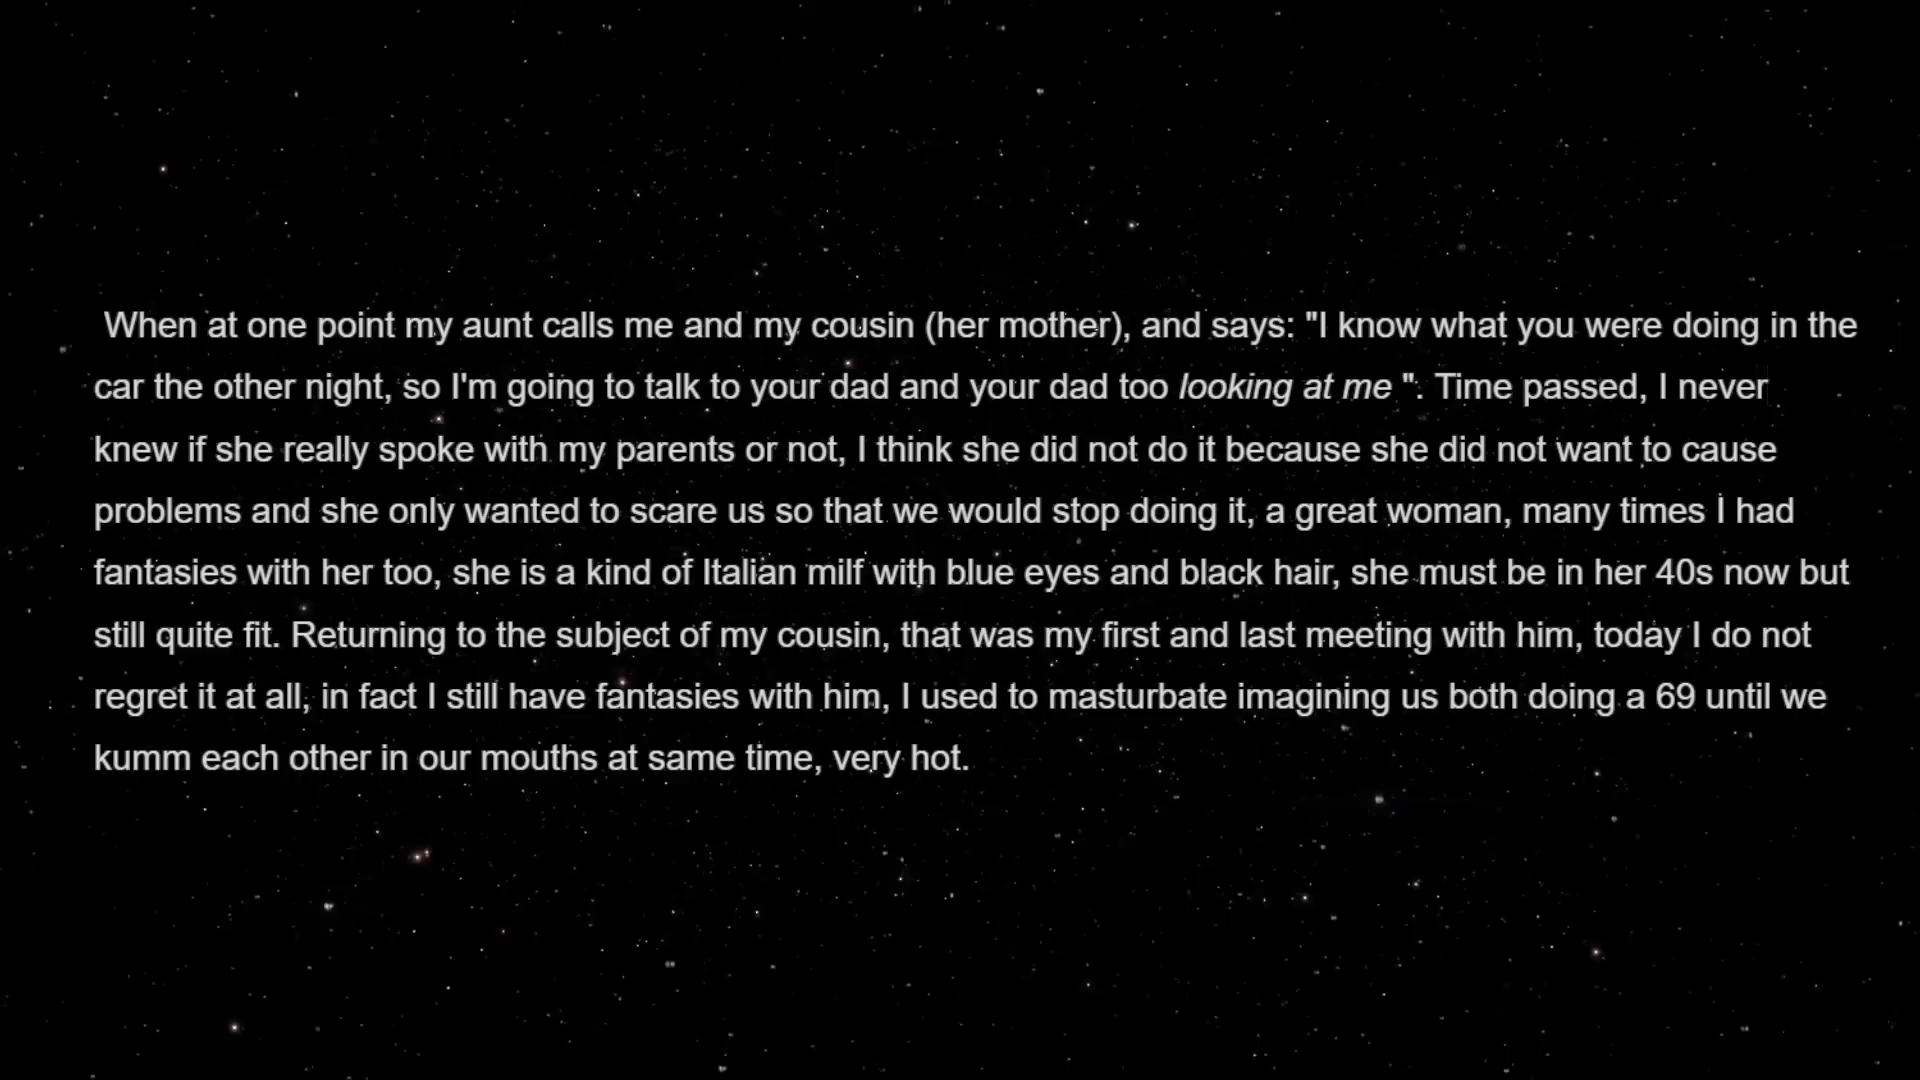 When at one point my aunt calls me and my cousin (her mother), and says: "I know what you were doing in the
car the other night, so I'm going to talk to your dad and your dad too looking at me ". Time passed, I never
knew if she really spoke with my parents or not, I think she did not do it because she did not want to cause
problems and she only wanted to scare us so that we would stop doing it, a great woman, many times I had
fantasies with her too, she is a kind of Italian milf with blue eyes and black hair, she must be in her 40s now but
still quite fit. Returning to the subject of my cousin, that was my first and last meeting with him, today I do not
regret it at all, in fact I still have fantasies with him, I used to masturbate imagining us both doing a 69 until we
kumm each other in our mouths at same time, very hot.